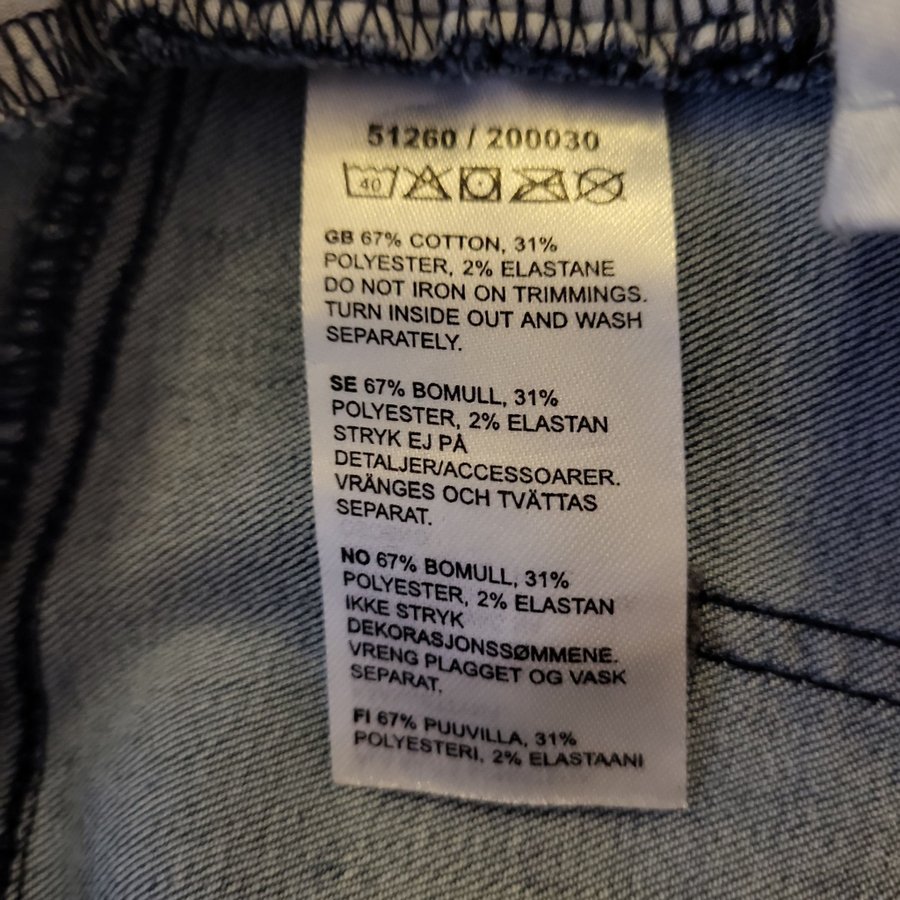 51260 / 200030
40
GB 67% COTTON, 31%
POLYESTER, 2% ELASTANE
DO NOT IRON ON TRIMMINGS.
TURN INSIDE OUT AND WASH
SEPARATELY.
SE 67% BOMULL, 31%
POLYESTER, 2% ELASTAN
STRYK EJ PÅ
DETALJER/ACCESSOARER.
VRÄNGES OCH TVÄTTAS
SEPARAT.
NO 67% BOMULL, 31%
POLYESTER, 2% ELASTAN
IKKE STRYK
DEKORASJONSSØMMENE.
VRENG PLAGGET OG VASK
SEPARAT.
FI 67% PUUVILLA, 31%
POLYESTERI, 2% ELASTAANI